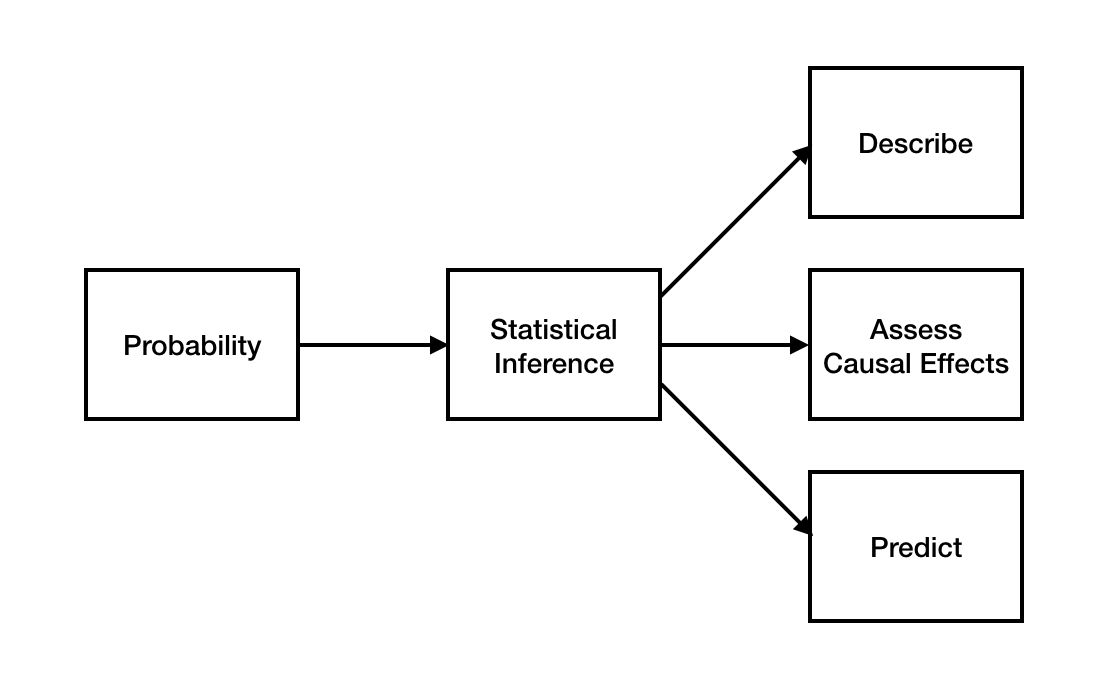 Probability
Statistical
Inference
Describe
Assess
Causal Effects
Predict